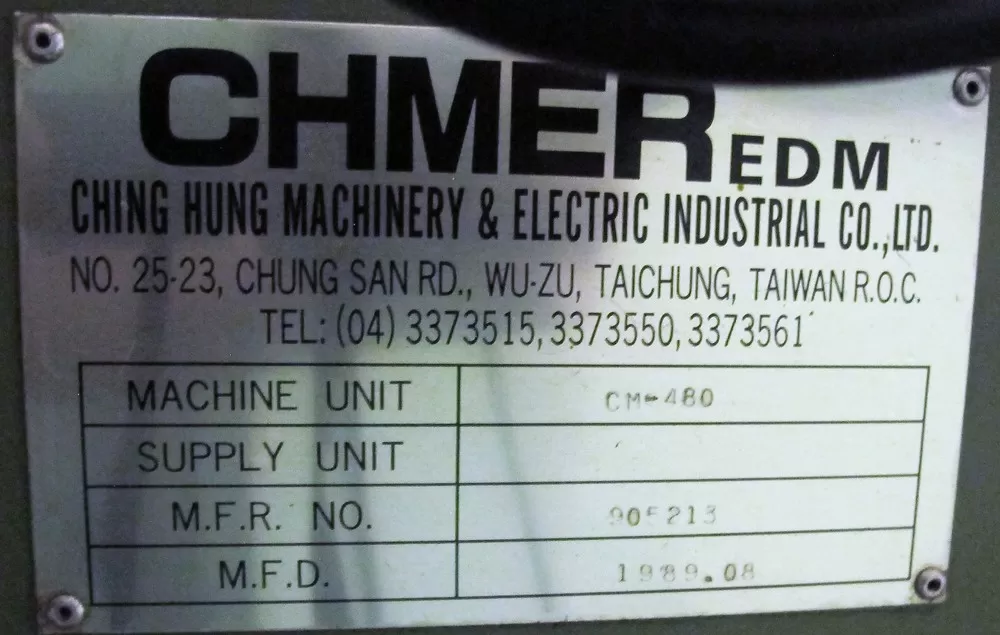 CHMER EDM
CHING HUNG MACHINERY & ELECTRIC INDUSTRIAL CO.,LTD.
NO. 25-23, CHUNG SAN RD., WU-ZU, TAICHUNG, TAIWAN R.O.C.
TEL: (04) 3373515, 3373550, 3373561
MACHINE UNIT CM-480
SUPPLY UNIT
M.F.R. NO. 905213
M.F.D. 1989.08